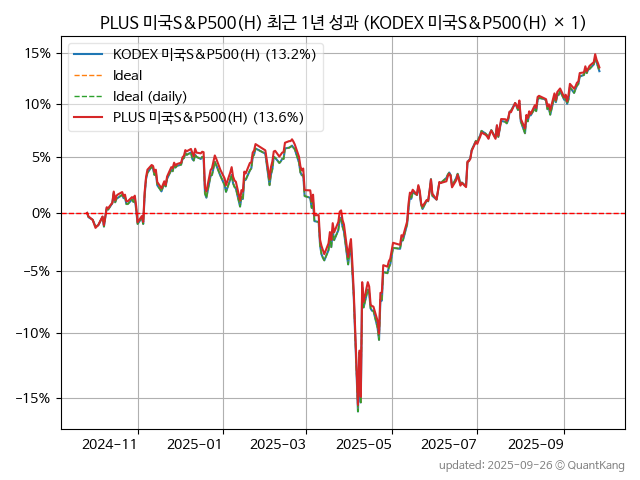 PLUS 미국S&P500(H) 최근 1년 성과 (KODEX 미국S&P500(H) × 1)
KODEX 미국S&P500(H) (13.2%)
Ideal
Ideal (daily)
PLUS 미국S&P500(H) (13.6%)
15%
10%
5%
0%
−5%
−10%
−15%
2024-11 2025-01 2025-03 2025-05 2025-07 2025-09
updated: 2025-09-26 © QuantKang